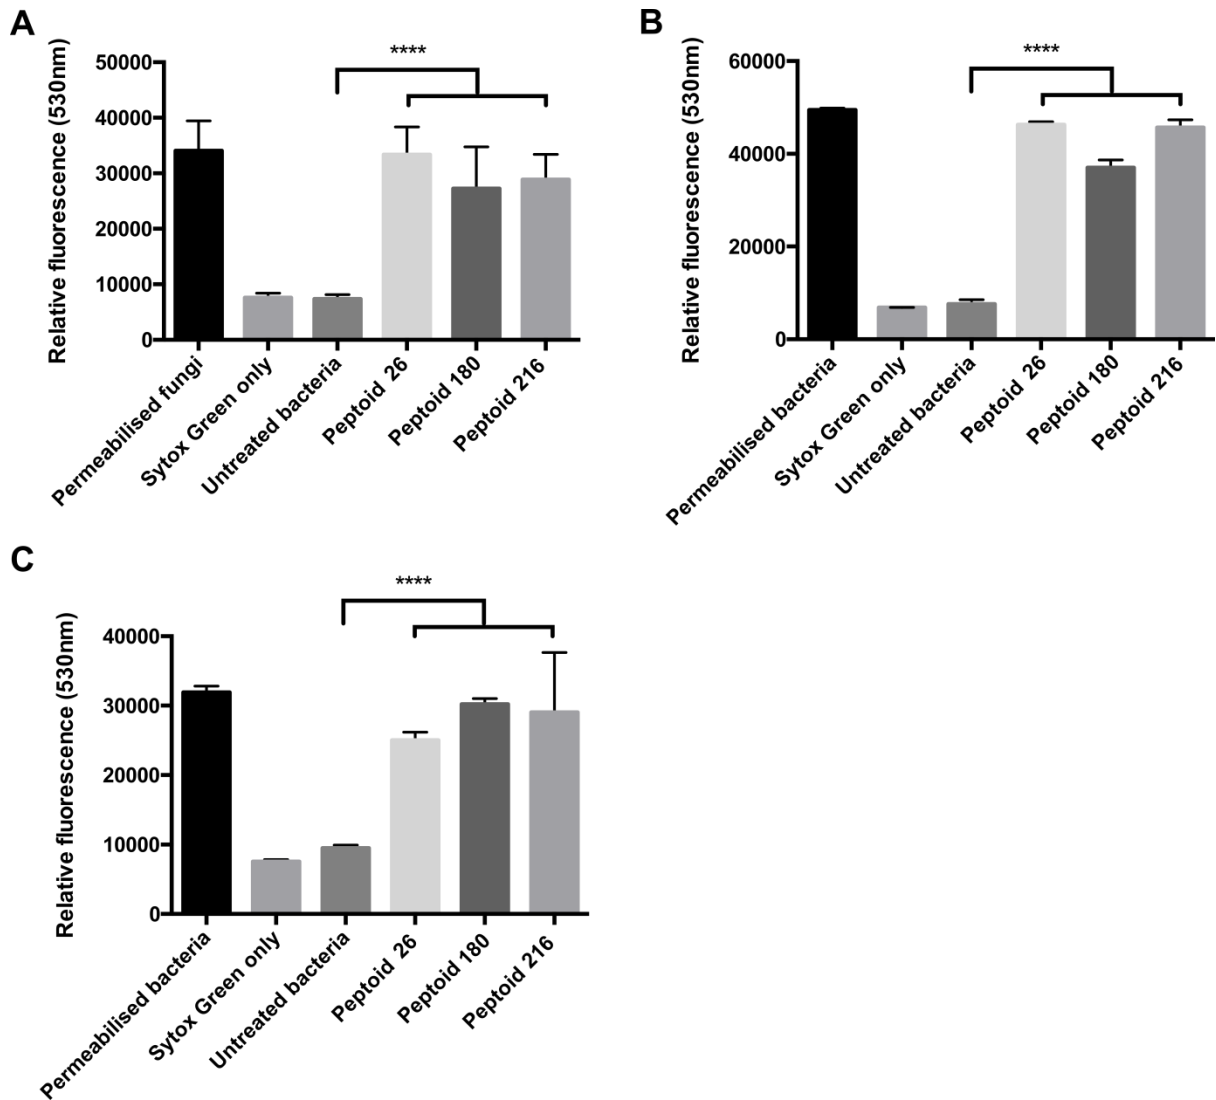 A
Relative fluorescence (530nm)
50000
40000
30000
20000
10000
0
****
Permeabilised fungi
Sytox Green only
Untreated bacteria
Peptoid 26
Peptoid 180
Peptoid 216
B
Relative fluorescence (530nm)
60000
40000
20000
0
****
Permeabilised bacteria
Sytox Green only
Untreated bacteria
Peptoid 26
Peptoid 180
Peptoid 216
C
Relative fluorescence (530nm)
40000
30000
20000
10000
0
****
Permeabilised bacteria
Sytox Green only
Untreated bacteria
Peptoid 26
Peptoid 180
Peptoid 216